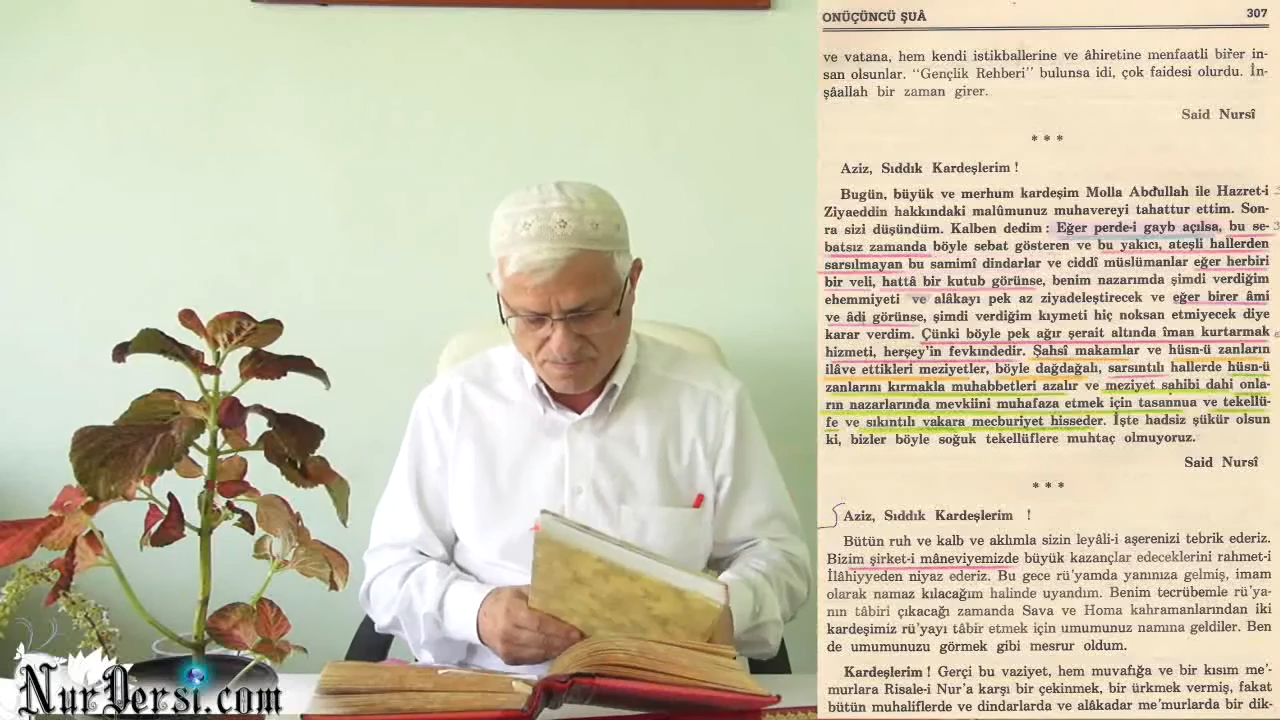 ONÜÇÜNCÜ ŞUÂ 307
ve vatana, hem kendi istikballerine ve âhiretine menfaatli birer in-
san olsunlar. "Gençlik Rehberi" bulunsa idi, çok faidesi olurdu. İn-
şâallah bir zaman girer.
Said Nursî
* * *
Aziz, Sıddık Kardeşlerim !
Bugün, büyük ve merhum kardeşim Molla Abdullah ile Hazret-i
Ziyaeddin hakkındaki malûmunuz muhavereyi tahattur ettim. Son-
ra sizi düşündüm. Kalben dedim : Eğer perde-i gayb açılsa, bu se-
batsız zamanda böyle sebat gösteren ve bu yakıcı, ateşli hallerden
sarsılmayan bu samimî dindarlar ve ciddî müslümanlar eğer herbiri
bir veli, hattâ bir kutub görünse, benim nazarımda şimdi verdiğim
ehemmiyeti ve alâkayı pek az ziyadeleştirecek ve eğer birer âmi
ve âdi görünse, şimdi verdiğim kıymeti hiç noksan etmiyecek diye
karar verdim. Çünki böyle pek ağır şerait altında îman kurtarmak
hizmeti, herşey'in fevkındedir. Şahsî makamlar ve hüsn-ü zanların
ilâve ettikleri meziyetler, böyle dağdağalı, sarsıntılı hallerde hüsn-ü
zanlarını kırmakla muhabbetleri azalır ve meziyet sahibi dahi onla-
rın nazarlarında mevkiini muhafaza etmek için tasannua ve tekellü-
fe ve sıkıntılı vakara mecburiyet hisseder. İşte hadsiz şükür olsun
ki, bizler böyle soğuk tekellüflere muhtaç olmuyoruz.
Said Nursî
* * *
Aziz, Sıddık Kardeşlerim !
Bütün ruh ve kalb ve aklımla sizin leyâli-i aşerenizi tebrik ederiz.
Bizim şirket-i mâneviyemizde büyük kazançlar edeceklerini rahmet-i
İlâhiyyeden niyaz ederiz. Bu gece rü'yamda yanınıza gelmiş, imam
olarak namaz kılacağım halinde uyandım. Benim tecrübemle rü'ya-
nın tâbiri çıkacağı zamanda Sava ve Homa kahramanlarından iki
kardeşimiz rü'yayı tâbir etmek için umumunuz namına geldiler. Ben
de umumunuzu görmek gibi mesrur oldum.
Kardeşlerim ! Gerçi bu vaziyet, hem muvafığa ve bir kısım me'-
murlara Risale-i Nur'a karşı bir çekinmek, bir ürkmek vermiş, fakat
bütün muhaliflerde ve dindarlarda ve alâkadar me'murlarda bir dik-
NurDersi.com